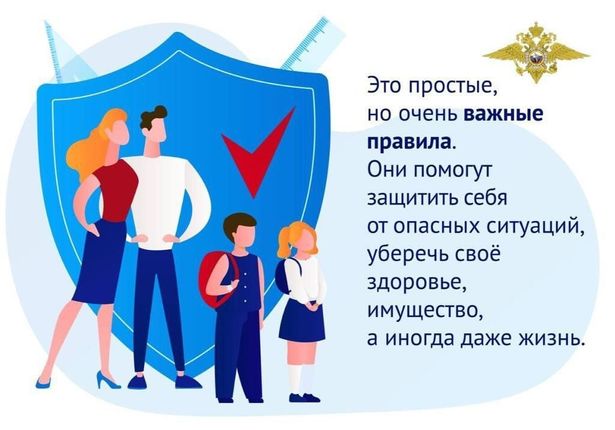 Это простые,
но очень важные
правила.
Они помогут
защитить себя
от опасных ситуаций,
уберечь своё
здоровье,
имущество,
а иногда даже жизнь.